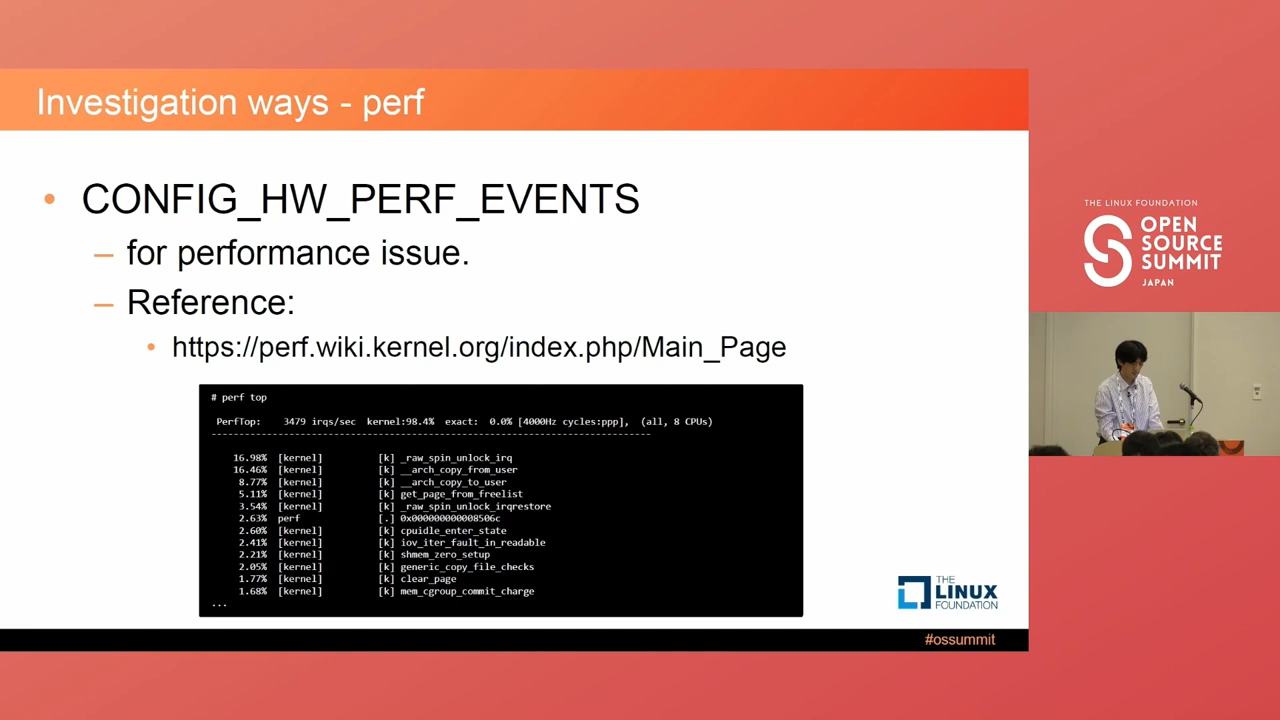 Investigation ways - perf
• CONFIG_HW_PERF_EVENTS
– for performance issue.
– Reference:
• https://perf.wiki.kernel.org/index.php/Main_Page
# perf top
PerfTop: 3479 irqs/sec kernel:98.4% exact: 0.0% [4000Hz cycles:ppp], (all, 8 CPUs)
--------------------------------------------------------------------------------
16.98% [kernel] [k] _raw_spin_unlock_irq
16.46% [kernel] [k] __arch_copy_from_user
8.77% [kernel] [k] __arch_copy_to_user
5.11% [kernel] [k] get_page_from_freelist
3.54% [kernel] [k] _raw_spin_unlock_irqrestore
2.63% perf [.] 0x000000000008506c
2.60% [kernel] [k] cpuidle_enter_state
2.41% [kernel] [k] iov_iter_fault_in_readable
2.21% [kernel] [k] shmem_zero_setup
2.05% [kernel] [k] generic_copy_file_checks
1.77% [kernel] [k] clear_page
1.68% [kernel] [k] mem_cgroup_commit_charge
...
THE
LINUX
FOUNDATION
#ossummit
THE LINUX FOUNDATION
OPEN
SOURCE
SUMMIT
JAPAN